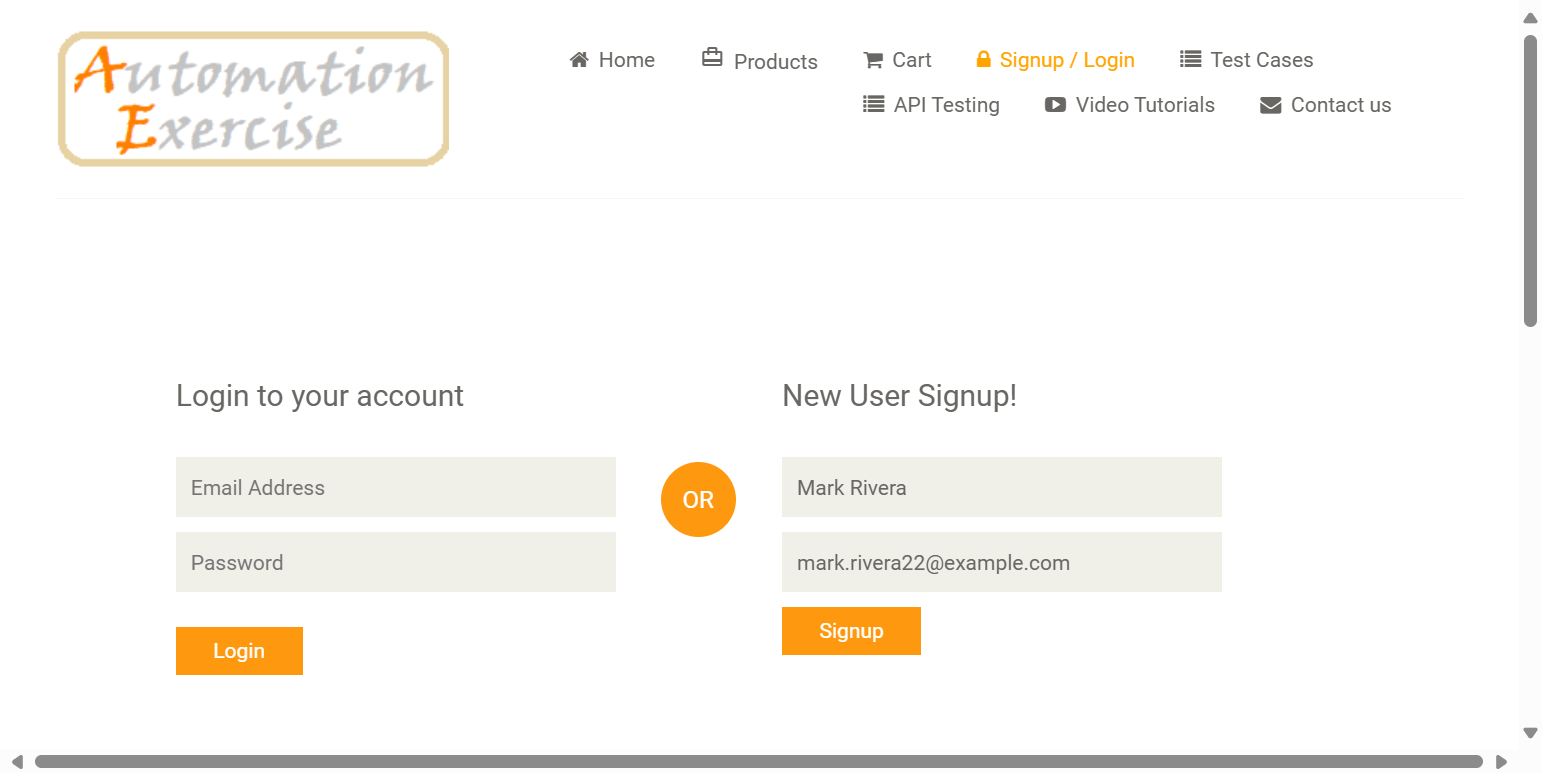 Automation
Exercise
Home Products Cart Signup / Login Test Cases
API Testing Video Tutorials Contact us
Login to your account
Email Address
Password
Login
OR
New User Signup!
Mark Rivera
mark.rivera22@example.com
Signup